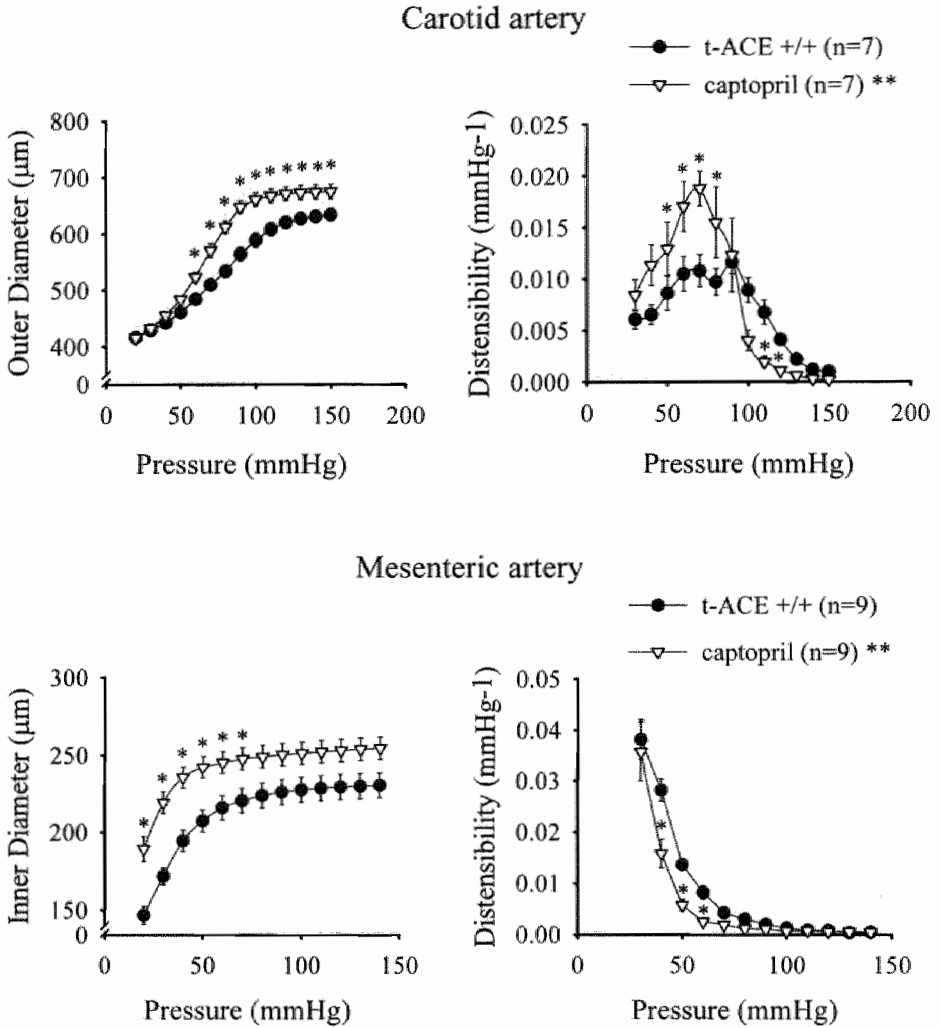 Carotid artery
t-ACE +/+ (n=7)
captopril (n=7) **
Outer Diameter (µm)
800
700
600
500
400
0
* * * * * * * * * *
0 50 100 150 200
Pressure (mmHg)
Distensibility (mmHg-1)
0.025
0.020
0.015
0.010
0.005
0.000
* * * *
* *
0 50 100 150 200
Pressure (mmHg)
Mesenteric artery
t-ACE +/+ (n=9)
captopril (n=9) **
Inner Diameter (µm)
300
250
200
150
0
* * * * * *
0 50 100 150
Pressure (mmHg)
Distensibility (mmHg-1)
0.05
0.04
0.03
0.02
0.01
0.00
* * *
0 50 100 150
Pressure (mmHg)